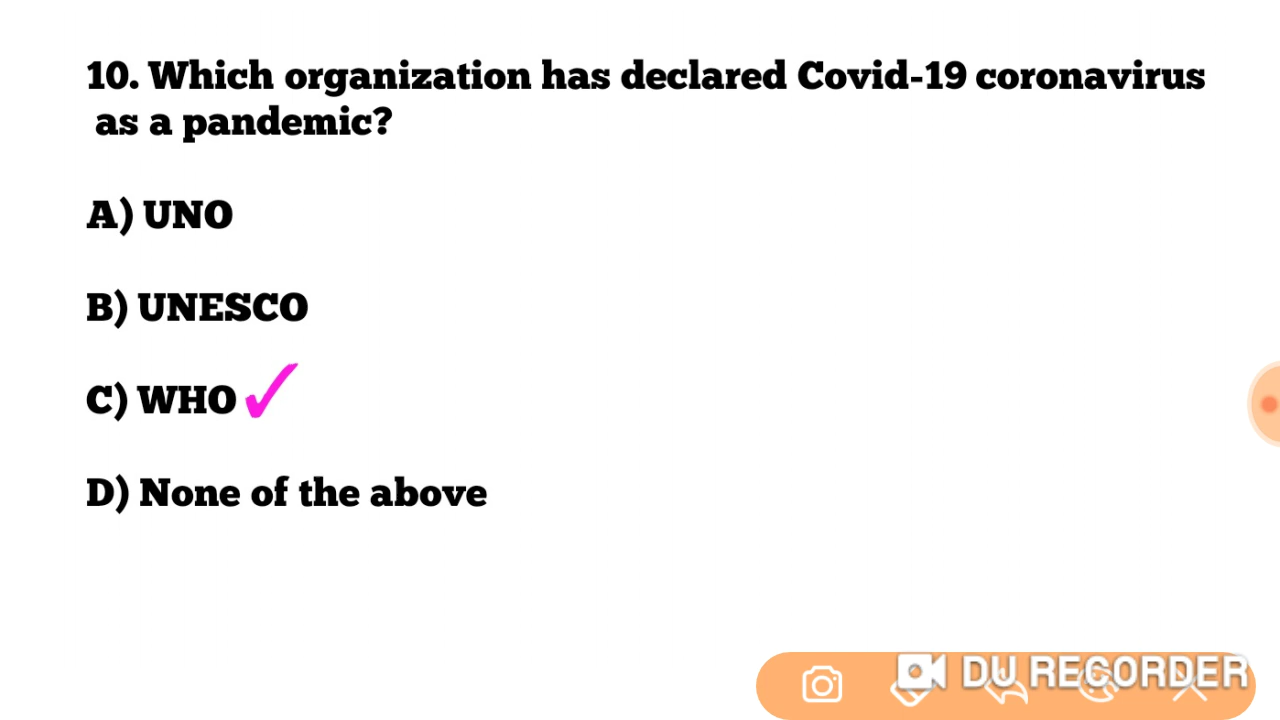 10. Which organization has declared Covid-19 coronavirus
as a pandemic?
A) UNO
B) UNESCO
C) WHO
D) None of the above
DU RECORDER